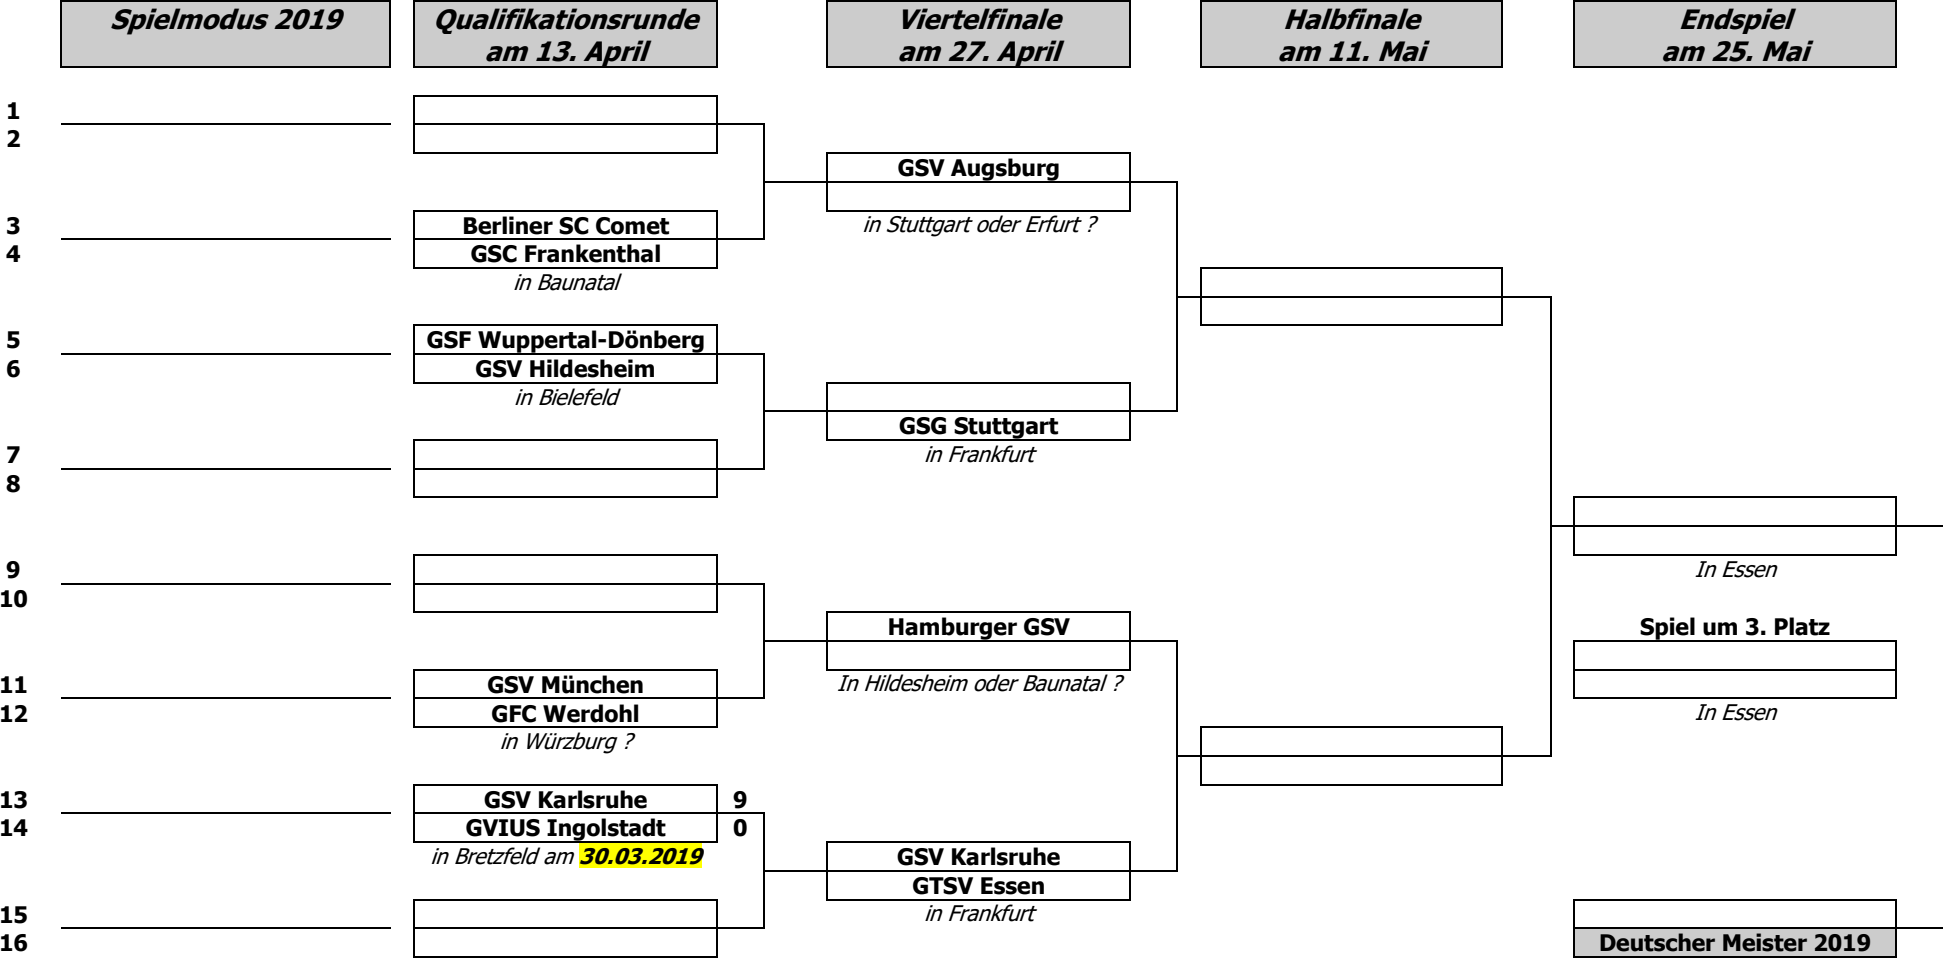 Spielmodus 2019
Qualifikationsrunde
am 13. April
Viertelfinale
am 27. April
Halbfinale
am 11. Mai
Endspiel
am 25. Mai
1
2
GSV Augsburg
in Stuttgart oder Erfurt ?
3
Berliner SC Comet
4
GSC Frankenthal
in Baunatal
5
GSF Wuppertal-Dönberg
6
GSV Hildesheim
in Bielefeld
GSG Stuttgart
in Frankfurt
7
8
In Essen
9
10
Hamburger GSV
In Hildesheim oder Baunatal ?
Spiel um 3. Platz
In Essen
11
GSV München
12
GFC Werdohl
in Würzburg ?
13
GSV Karlsruhe 9
14
GVIUS Ingolstadt 0
in Bretzfeld am 30.03.2019
GSV Karlsruhe
GTSV Essen
in Frankfurt
15
16
Deutscher Meister 2019